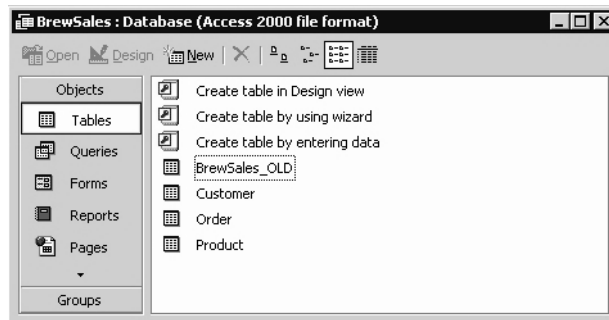 BrewSales : Database (Access 2000 file format)
Open Design New
Objects
Tables
Queries
Forms
Reports
Pages
Groups
Create table in Design view
Create table by using wizard
Create table by entering data
BrewSales_OLD
Customer
Order
Product